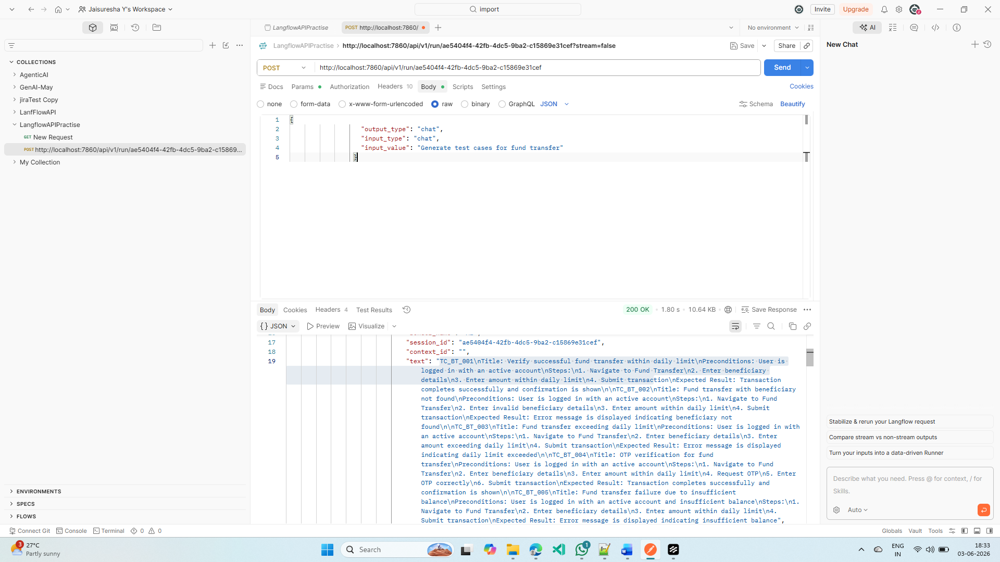 Jaisuresha Y's Workspace
import
Invite
Upgrade
LangflowAPIPractise
POST http://localhost:7860/
No environment
AI
COLLECTIONS
AgenticAI
GenAI-May
jiraTest Copy
LanfFlowAPI
LangflowAPIPractise
GET New Request
POST http://localhost:7860/api/v1/run/ae5404f4-42fb-4dc5-9ba2-c15869...
My Collection
ENVIRONMENTS
SPECS
FLOWS
LangflowAPIPractise > http://localhost:7860/api/v1/run/ae5404f4-42fb-4dc5-9ba2-c15869e31cef?stream=false
Save
Share
POST
http://localhost:7860/api/v1/run/ae5404f4-42fb-4dc5-9ba2-c15869e31cef
Send
Docs Params Authorization Headers 10 Body Scripts Settings
Cookies
none form-data x-www-form-urlencoded raw binary GraphQL JSON
Schema Beautify
1 {
2 "output_type": "chat",
3 "input_type": "chat",
4 "input_value": "Generate test cases for fund transfer"
5 }
Body Cookies Headers 4 Test Results
200 OK • 1.80 s • 10.64 KB
Save Response
{} JSON Preview Visualize
17 "session_id": "ae5404f4-42fb-4dc5-9ba2-c15869e31cef",
18 "context_id": "",
19 "text": "TC_BT_001\nTitle: Verify successful fund transfer within daily limit\nPreconditions: User is
logged in with an active account\nSteps:\n1. Navigate to Fund Transfer\n2. Enter beneficiary
details\n3. Enter amount within daily limit\n4. Submit transaction\nExpected Result: Transaction
completes successfully and confirmation is shown\n\nTC_BT_002\nTitle: Fund transfer with beneficiary
not found\nPreconditions: User is logged in with an active account\nSteps:\n1. Navigate to Fund
Transfer\n2. Enter invalid beneficiary details\n3. Enter amount within daily limit\n4. Submit
transaction\nExpected Result: Error message is displayed indicating beneficiary not
found\n\nTC_BT_003\nTitle: Fund transfer exceeding daily limit\nPreconditions: User is logged in with
an active account\nSteps:\n1. Navigate to Fund Transfer\n2. Enter beneficiary details\n3. Enter
amount exceeding daily limit\n4. Submit transaction\nExpected Result: Error message is displayed
indicating daily limit exceeded\n\nTC_BT_004\nTitle: OTP verification for fund
transfer\nPreconditions: User is logged in with an active account\nSteps:\n1. Navigate to Fund
Transfer\n2. Enter beneficiary details\n3. Enter amount within daily limit\n4. Request OTP\n5. Enter
OTP correctly\n6. Submit transaction\nExpected Result: Transaction completes successfully and
confirmation is shown\n\nTC_BT_005\nTitle: Fund transfer failure due to insufficient
balance\nPreconditions: User is logged in with an active account and insufficient balance\nSteps:\n1.
Navigate to Fund Transfer\n2. Enter beneficiary details\n3. Enter amount within daily limit\n4.
Submit transaction\nExpected Result: Error message is displayed indicating insufficient balance",
New Chat
Stabilize & rerun your Langflow request
Compare stream vs non-stream outputs
Turn your inputs into a data-driven Runner
Describe what you need. Press @ for context, / for
Skills.
Auto
Connect Git Console Terminal 0 0
Globals Vault Tools
3
27°C
Partly sunny
Search
1
ENG
IN
18:33
03-06-2026